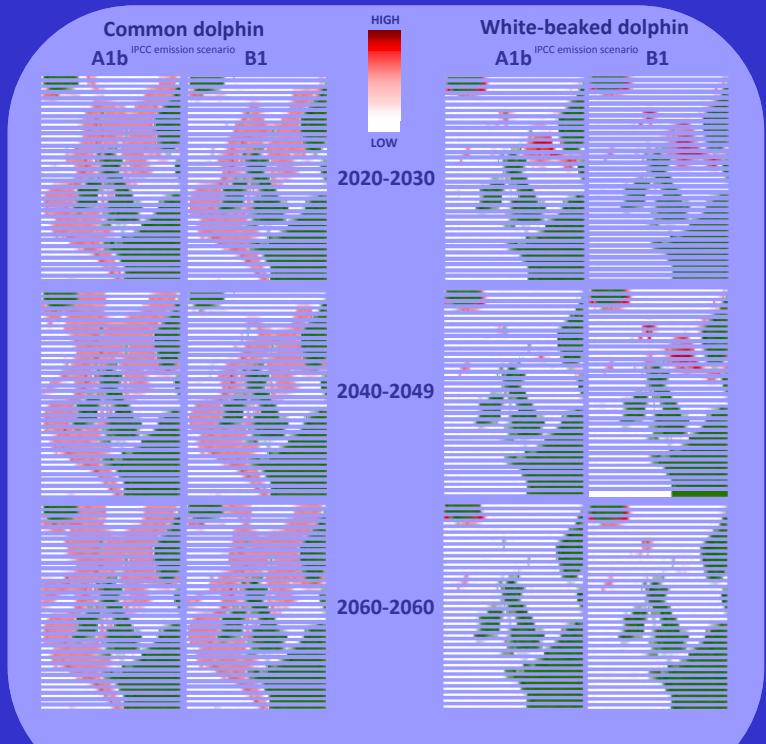 Common dolphin
IPCC emission scenario
A1b B1
HIGH
LOW
White-beaked dolphin
IPCC emission scenario
A1b B1
2020-2030
2040-2049
2060-2060